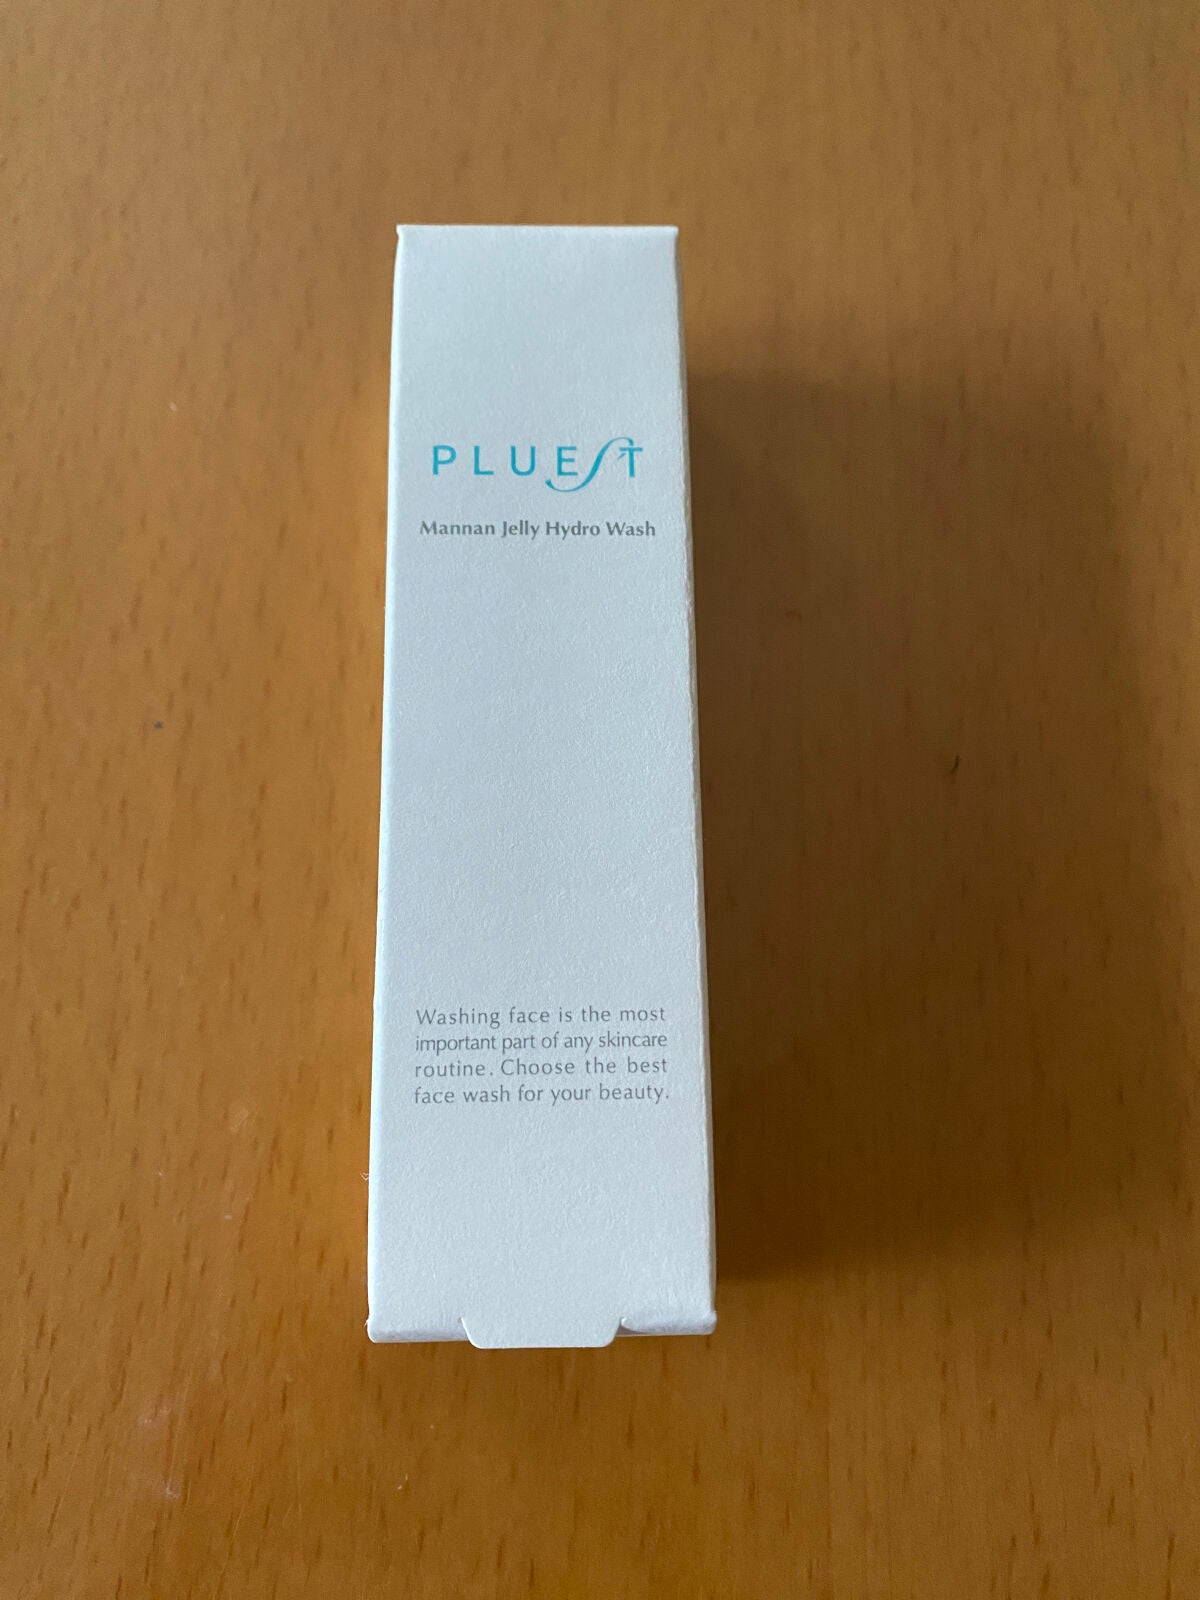 PLUEST
Mannan Jelly Hydro Wash
Washing face is the most
important part of any skincare
routine. Choose the best
face wash for your beauty.